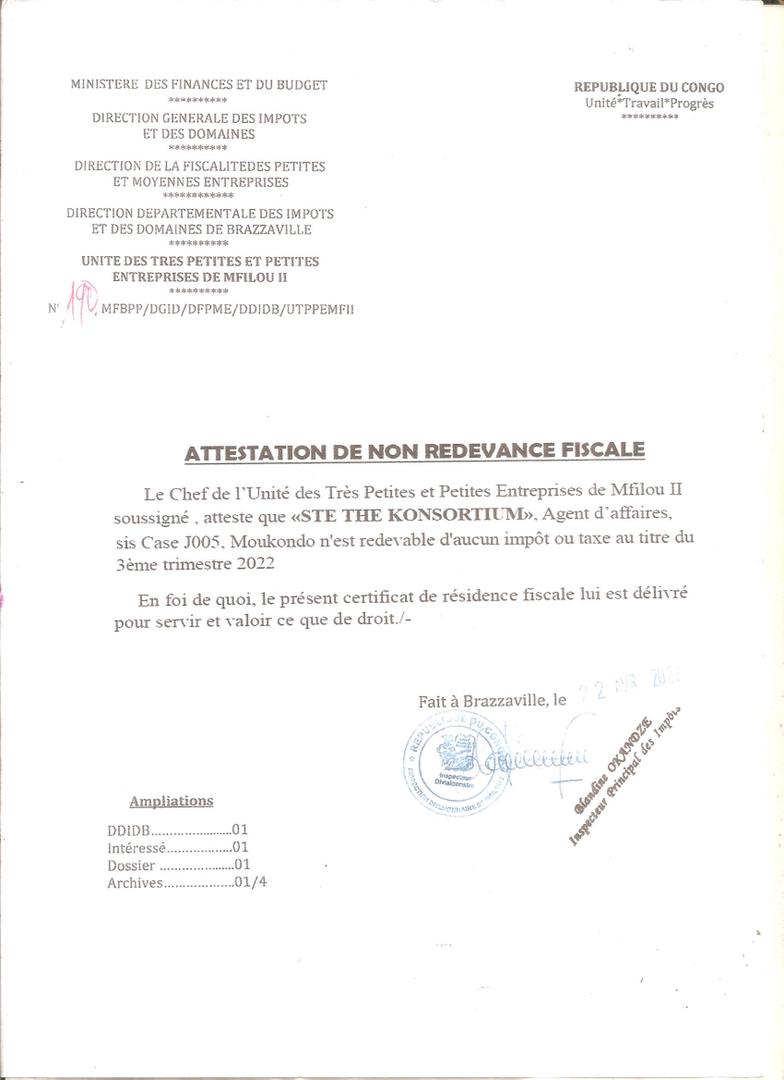 MINISTERE DES FINANCES ET DU BUDGET
**********
DIRECTION GENERALE DES IMPOTS
ET DES DOMAINES
**********
DIRECTION DE LA FISCALITEDES PETITES
ET MOYENNES ENTREPRISES
************
DIRECTION DEPARTEMENTALE DES IMPOTS
ET DES DOMAINES DE BRAZZAVILLE
**********
UNITE DES TRES PETITES ET PETITES
ENTREPRISES DE MFILOU II
**********
N° 190 MFBPP/DGID/DFPME/DDIDB/UTPPEMFII
REPUBLIQUE DU CONGO
Unité*Travail*Progrès
**********
ATTESTATION DE NON REDEVANCE FISCALE
Le Chef de l'Unité des Très Petites et Petites Entreprises de Mfilou II
soussigné , atteste que «STE THE KONSORTIUM», Agent d'affaires,
sis Case J005, Moukondo n'est redevable d'aucun impôt ou taxe au titre du
3ème trimestre 2022
En foi de quoi, le présent certificat de résidence fiscale lui est délivré
pour servir et valoir ce que de droit./-
Fait à Brazzaville, le
REPUBLIQUE DU CONGO
Inspecteur
Divisionnaire
Blandine OKANDZE
Inspecteur Principal des Impôts
Ampliations
DDIDB.......................01
Intéressé...................01
Dossier .....................01
Archives....................01/4